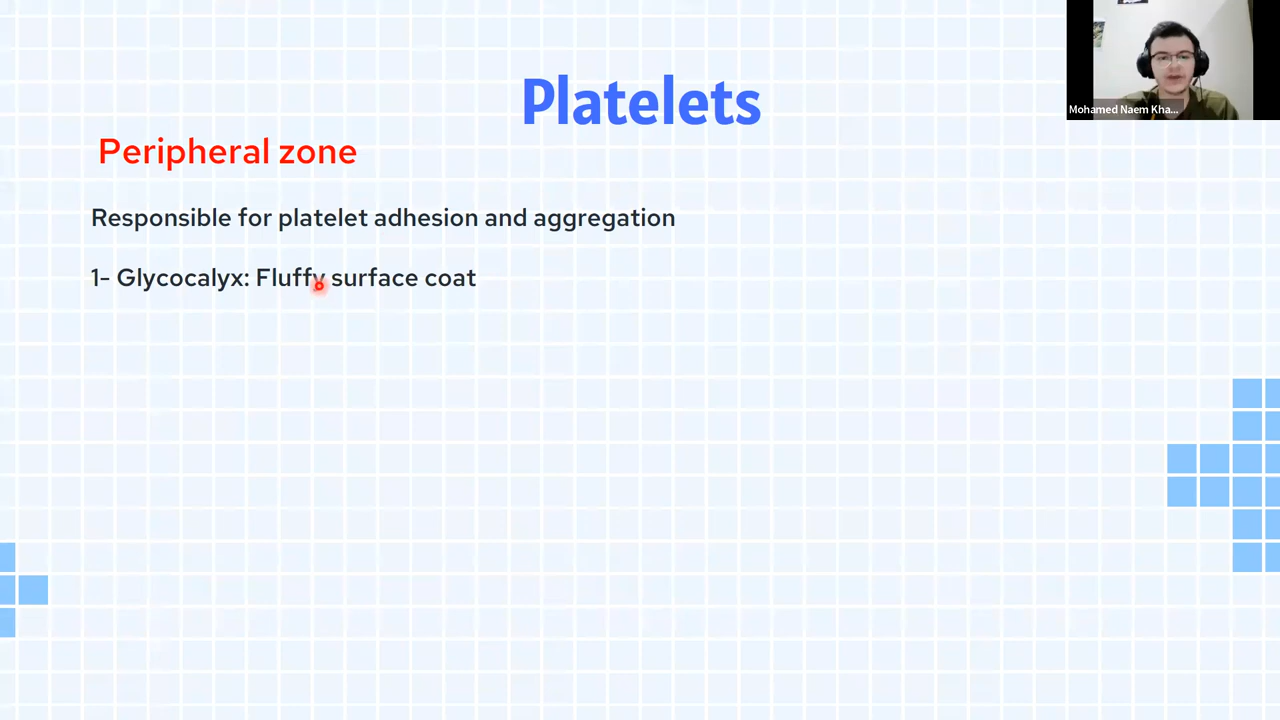 Platelets
Mohamed Naem Kha...
Peripheral zone
Responsible for platelet adhesion and aggregation
1- Glycocalyx: Fluffy surface coat